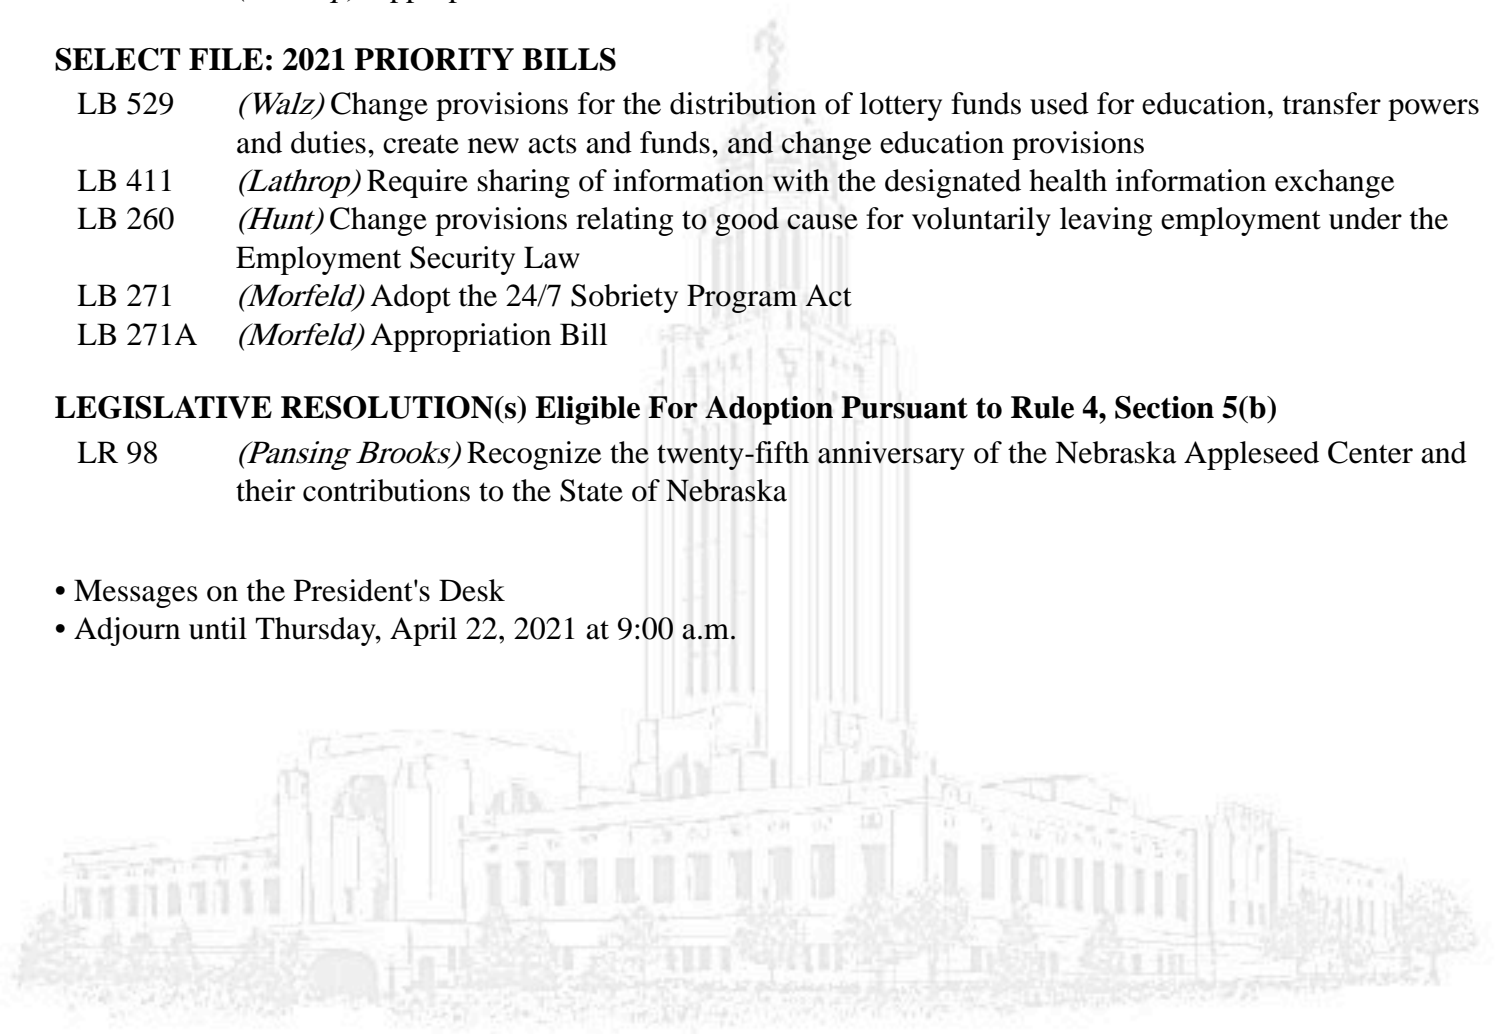 SELECT FILE: 2021 PRIORITY BILLS
LB 529 (Walz) Change provisions for the distribution of lottery funds used for education, transfer powers
and duties, create new acts and funds, and change education provisions
LB 411 (Lathrop) Require sharing of information with the designated health information exchange
LB 260 (Hunt) Change provisions relating to good cause for voluntarily leaving employment under the
Employment Security Law
LB 271 (Morfeld) Adopt the 24/7 Sobriety Program Act
LB 271A (Morfeld) Appropriation Bill
LEGISLATIVE RESOLUTION(s) Eligible For Adoption Pursuant to Rule 4, Section 5(b)
LR 98 (Pansing Brooks) Recognize the twenty-fifth anniversary of the Nebraska Appleseed Center and
their contributions to the State of Nebraska
• Messages on the President's Desk
• Adjourn until Thursday, April 22, 2021 at 9:00 a.m.